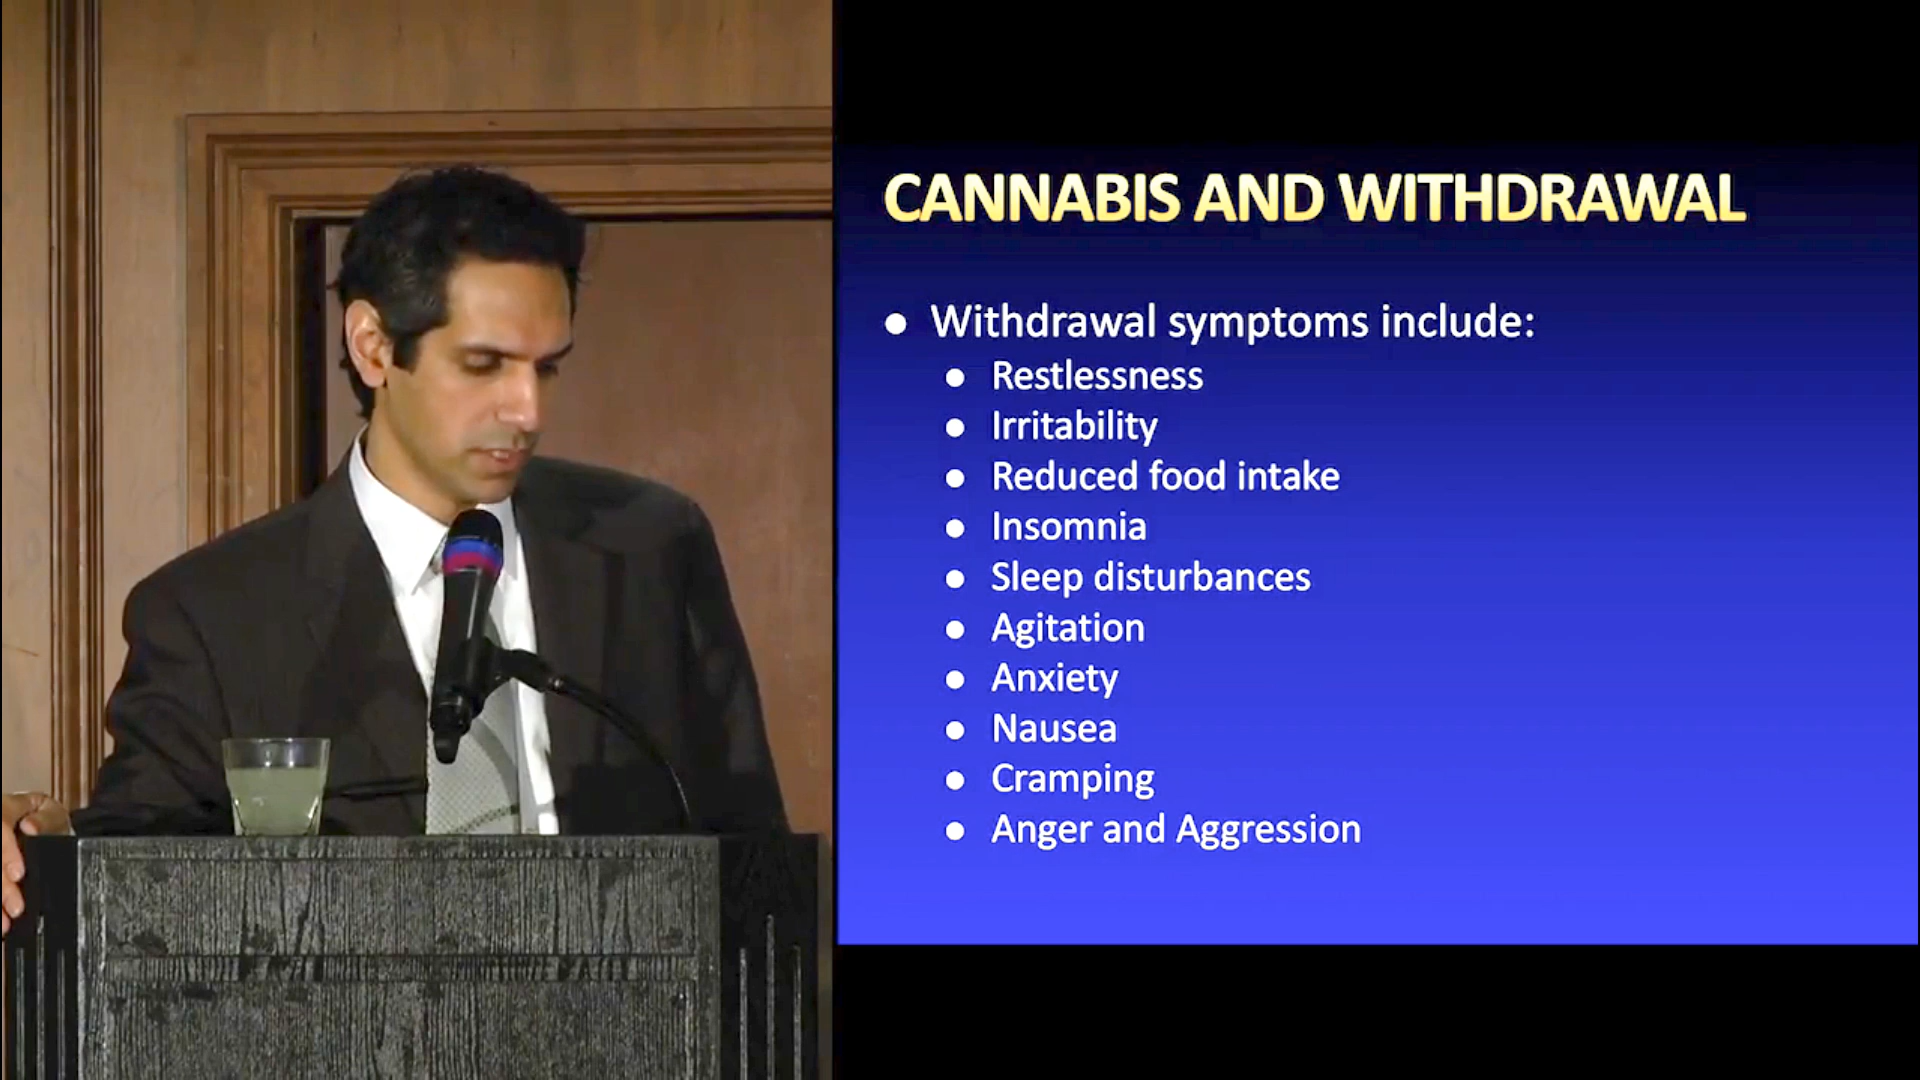 CANNABIS AND WITHDRAWAL
● Withdrawal symptoms include:
● Restlessness
● Irritability
● Reduced food intake
● Insomnia
● Sleep disturbances
● Agitation
● Anxiety
● Nausea
● Cramping
● Anger and Aggression